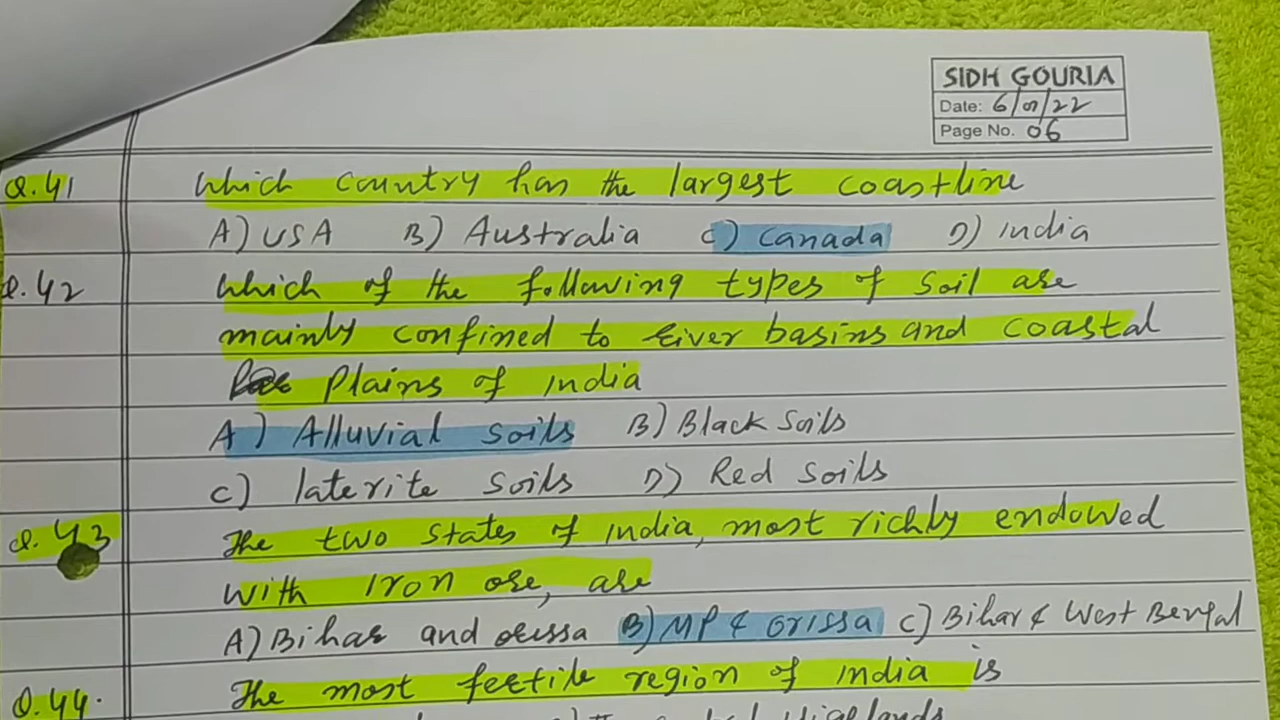 SIDH GOURIA
Date: 6/01/22
Page No. 06
Q.41 Which country has the largest coastline
A) USA B) Australia C) Canada D) India
Q.42 Which of the following types of soil are
mainly confined to River basins and coastal
Plains of India
A) Alluvial soils B) Black Soils
C) laterite soils D) Red soils
Q.43 The two States of India, most richly endowed
with Iron ore, are
A) Bihar and orissa B) MP & Orissa C) Bihar & West Bengal
Q.44. The most fertile region of India is
Highlands